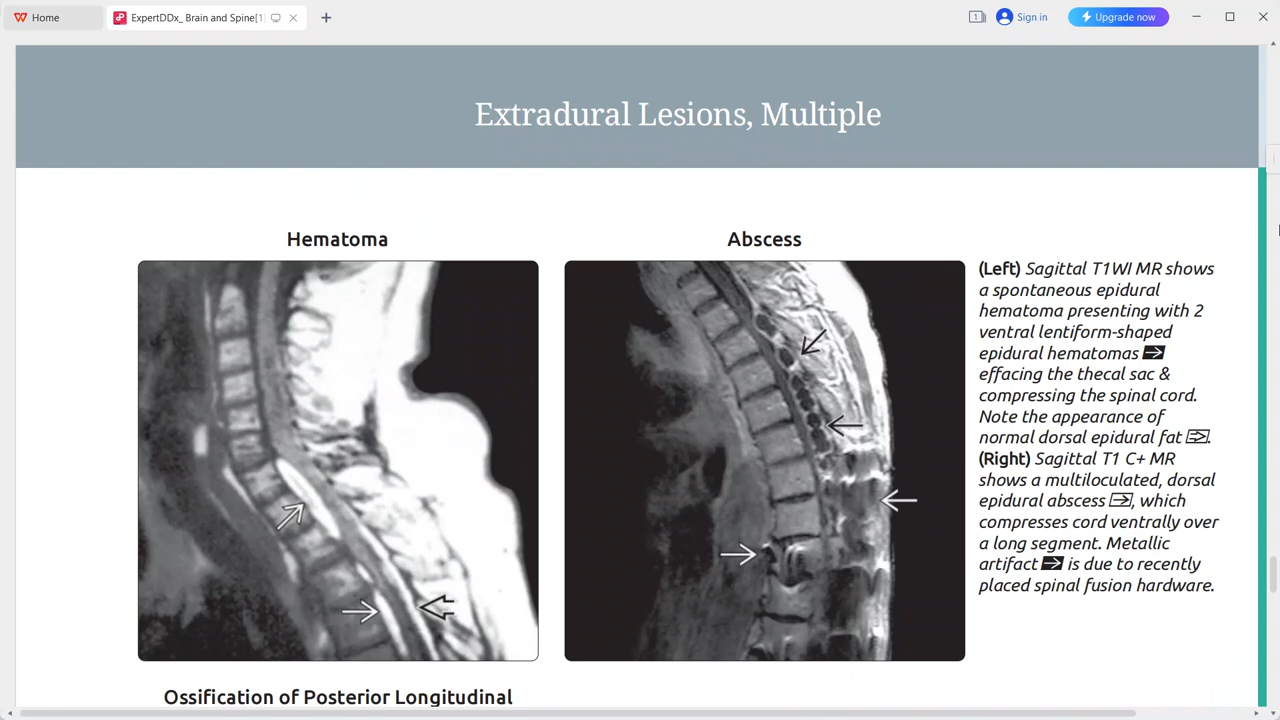 Home
ExpertDDx_ Brain and Spine[1]
1
Sign in
Upgrade now
Extradural Lesions, Multiple
Hematoma
Abscess
(Left) Sagittal T1WI MR shows
a spontaneous epidural
hematoma presenting with 2
ventral lentiform-shaped
epidural hematomas
effacing the thecal sac &
compressing the spinal cord.
Note the appearance of
normal dorsal epidural fat .
(Right) Sagittal T1 C+ MR
shows a multiloculated, dorsal
epidural abscess , which
compresses cord ventrally over
a long segment. Metallic
artifact is due to recently
placed spinal fusion hardware.
Ossification of Posterior Longitudinal